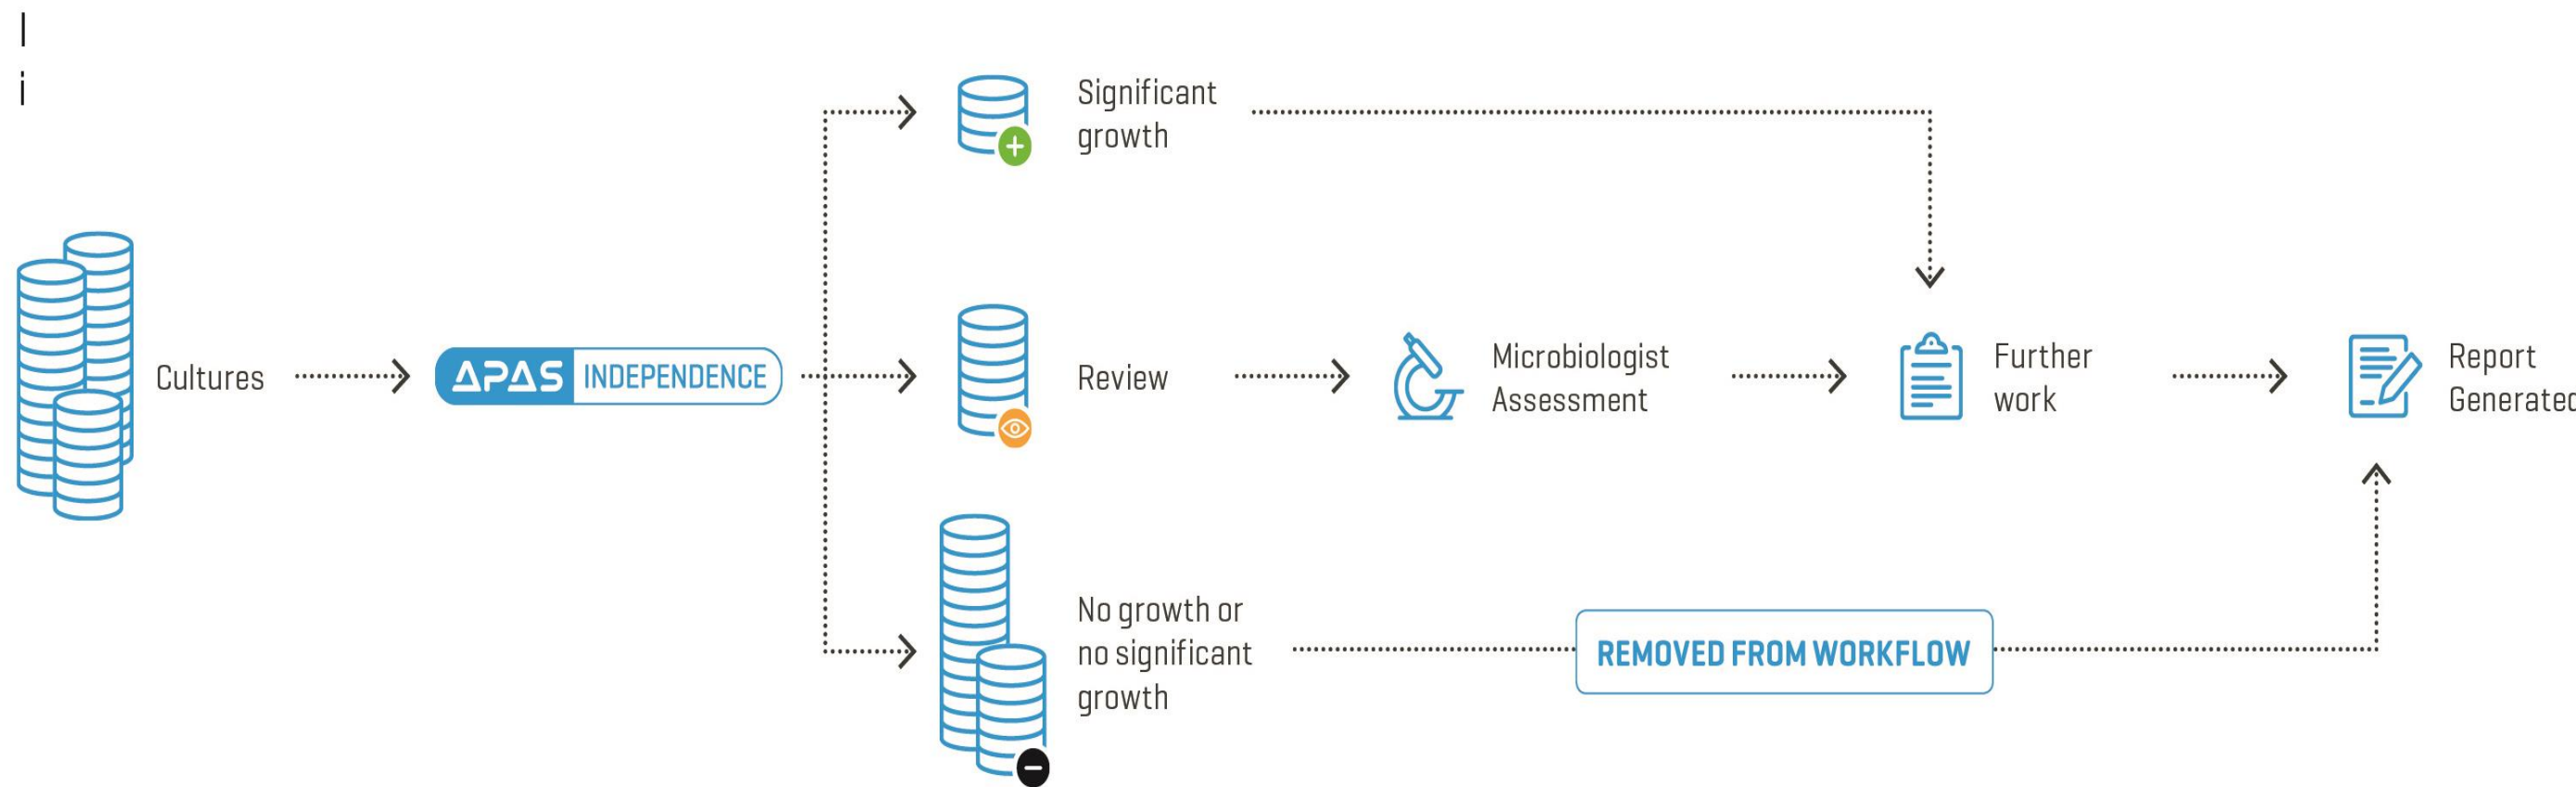 l
i
Significant
growth
Cultures
APAS INDEPENDENCE
Review
Microbiologist
Assessment
Further
work
Report
Generated
No growth or
no significant
growth
REMOVED FROM WORKFLOW